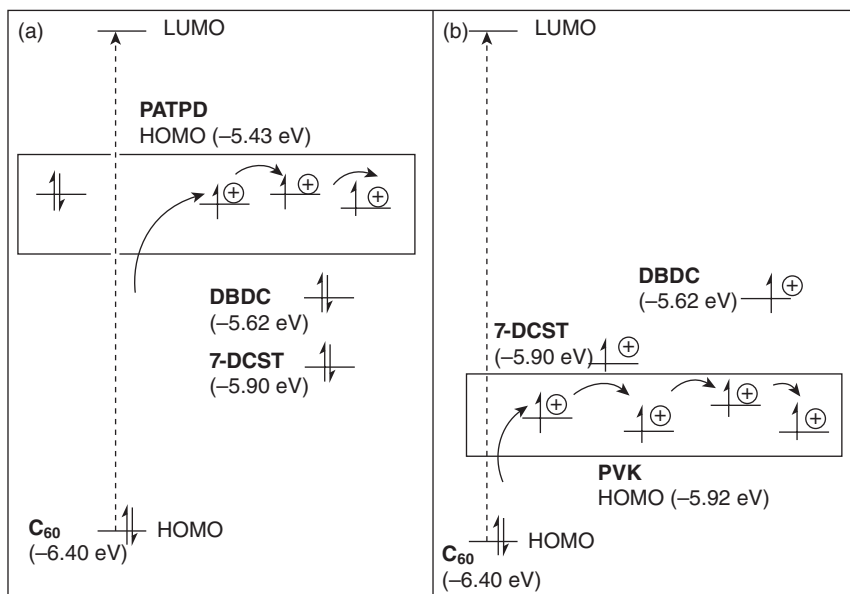 (a)
LUMO
PATPD
HOMO (–5.43 eV)
+
+
+
DBDC
(–5.62 eV)
7-DCST
(–5.90 eV)
C₆₀
(–6.40 eV)
HOMO
(b)
LUMO
DBDC
(–5.62 eV)
+
7-DCST
(–5.90 eV)
+
+
+
+
+
PVK
HOMO (–5.92 eV)
C₆₀
(–6.40 eV)
HOMO